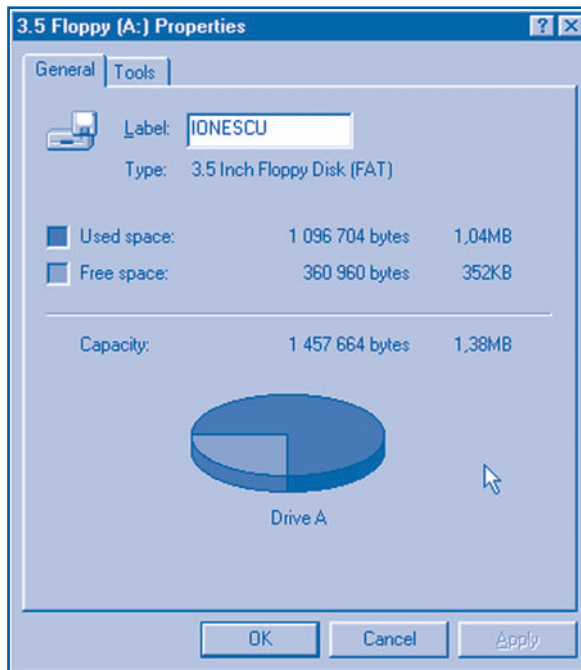 3.5 Floppy (A:) Properties
General Tools
Label: IONESCU
Type: 3.5 Inch Floppy Disk (FAT)
Used space: 1 096 704 bytes 1,04MB
Free space: 360 960 bytes 352KB
Capacity: 1 457 664 bytes 1,38MB
Drive A
OK Cancel Apply